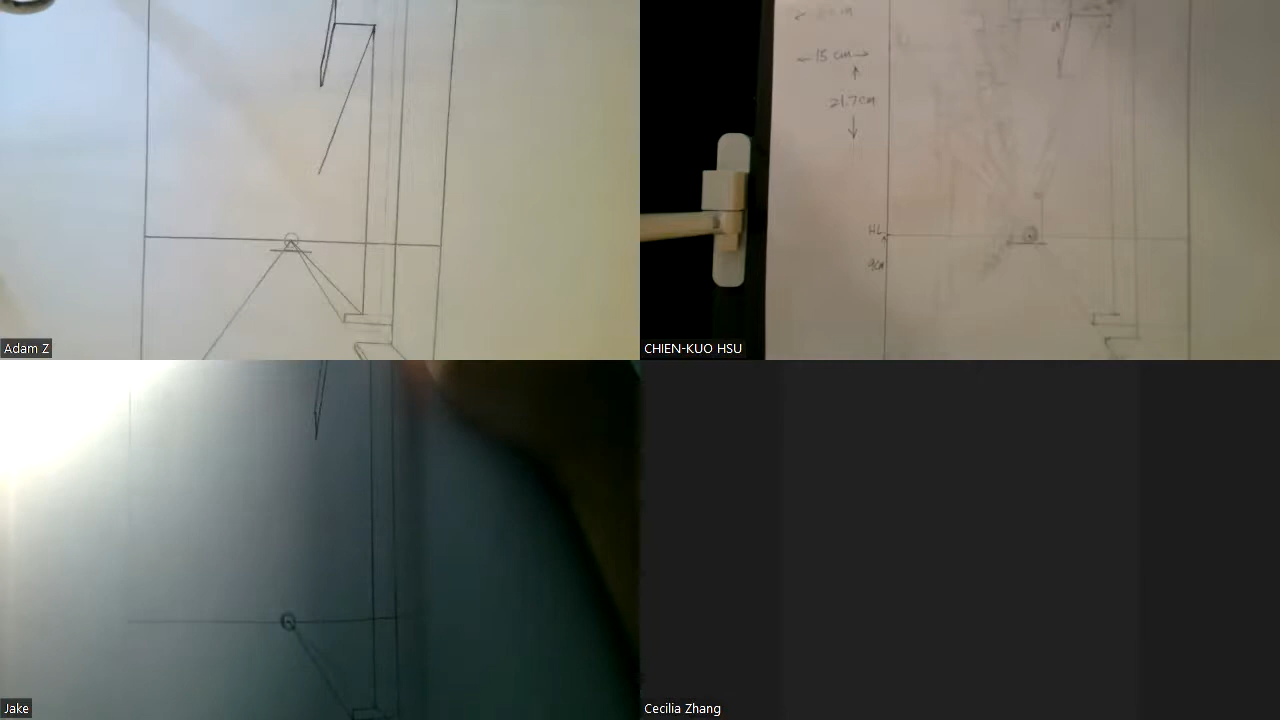 15 cm
21.7cm
HL
9cm
Adam Z
CHIEN-KUO HSU
Jake
Cecilia Zhang